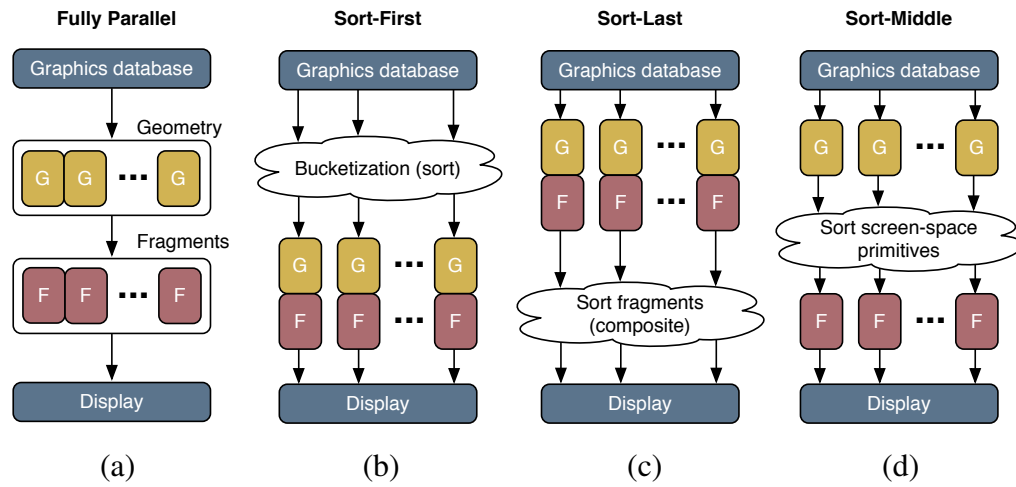 Fully Parallel
Graphics database
Geometry
G G ... G
Fragments
F F ... F
Display
(a)
Sort-First
Graphics database
Bucketization (sort)
G G ... G
F F ... F
Display
(b)
Sort-Last
Graphics database
G G ... G
F F ... F
Sort fragments
(composite)
Display
(c)
Sort-Middle
Graphics database
G G ... G
Sort screen-space
primitives
F F ... F
Display
(d)